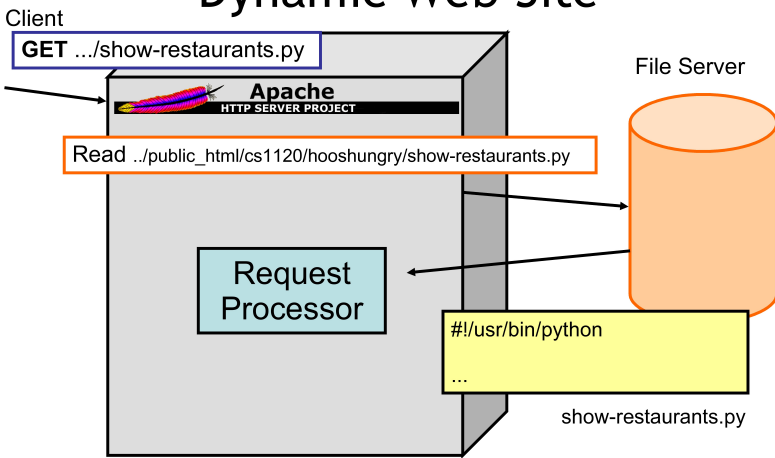 Dynamic Web Site
Client
GET .../show-restaurants.py
File Server
Apache
HTTP SERVER PROJECT
Read ../public_html/cs1120/hooshungry/show-restaurants.py
Request
Processor
#!/usr/bin/python
...
show-restaurants.py